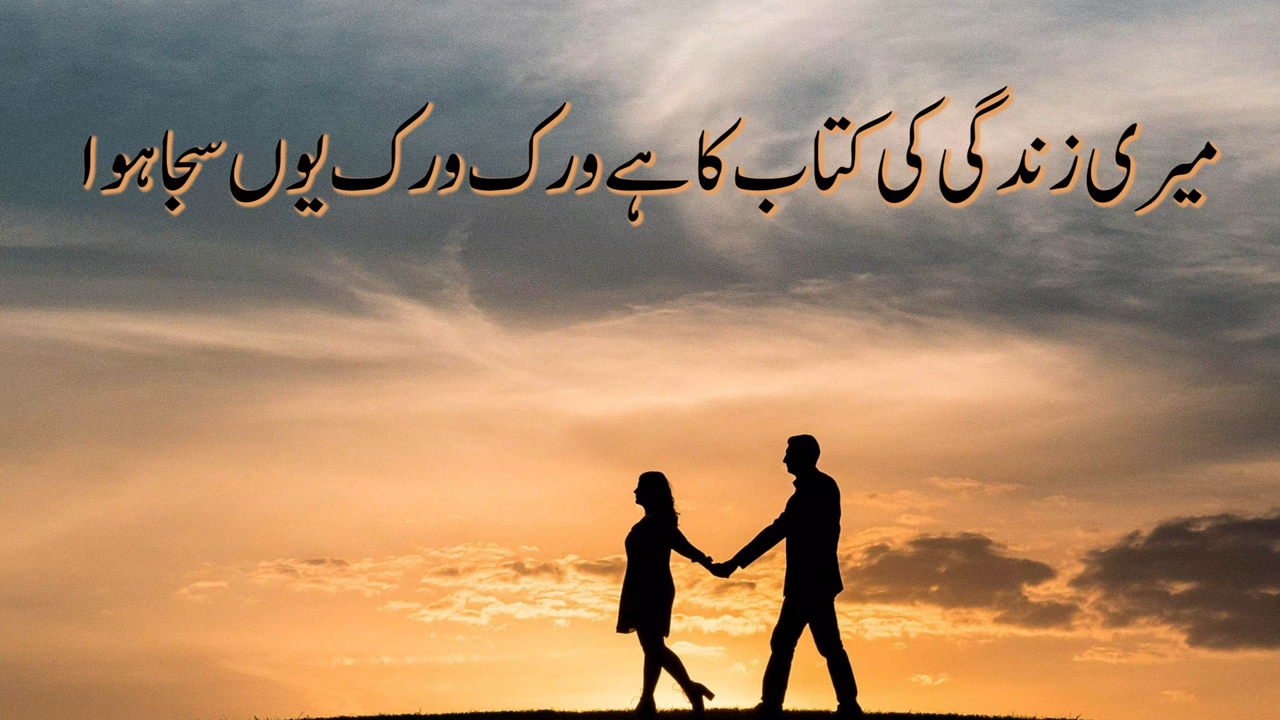 میری زندگی کی کتاب کا ہے ورک ورک یوں سجا ہوا